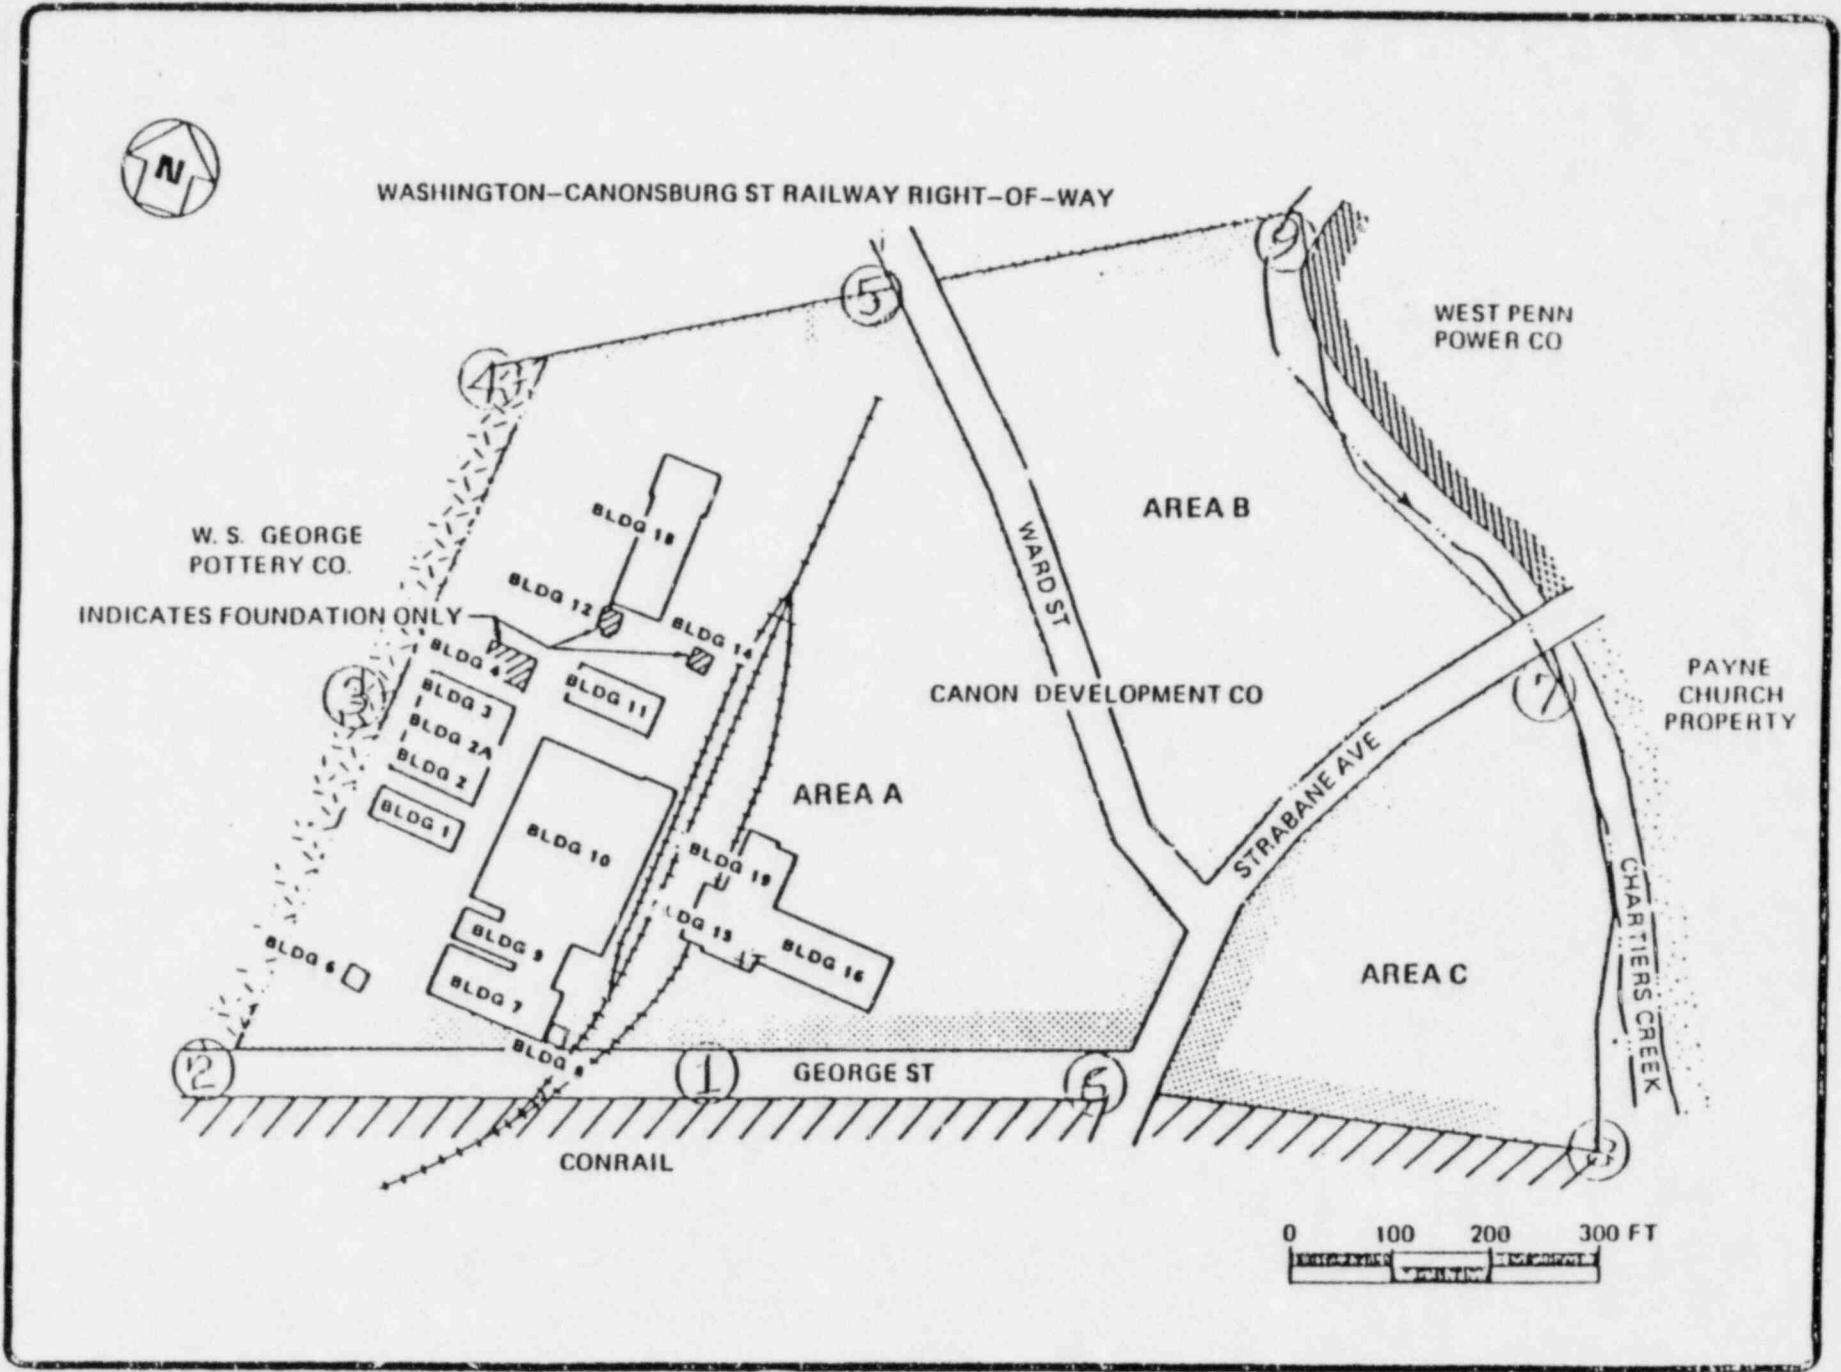 N
WASHINGTON–CANONSBURG ST RAILWAY RIGHT–OF–WAY
9
5
WEST PENN
POWER CO
4
AREA B
BLDG 18
W. S. GEORGE
POTTERY CO.
WARD ST
BLDG 12
INDICATES FOUNDATION ONLY
BLDG 14
BLDG 4
BLDG 3
BLDG 11
3
CANON DEVELOPMENT CO
7
PAYNE
CHURCH
PROPERTY
BLDG 2A
BLDG 2
AREA A
STRABANE AVE
BLDG 1
BLDG 10
BLDG 19
LDG 15
BLDG 16
BLDG 9
BLDG 6
BLDG 7
AREA C
CHARTIERS CREEK
BLDG 8
2
1
GEORGE ST
6
8
CONRAIL
0 100 200 300 FT